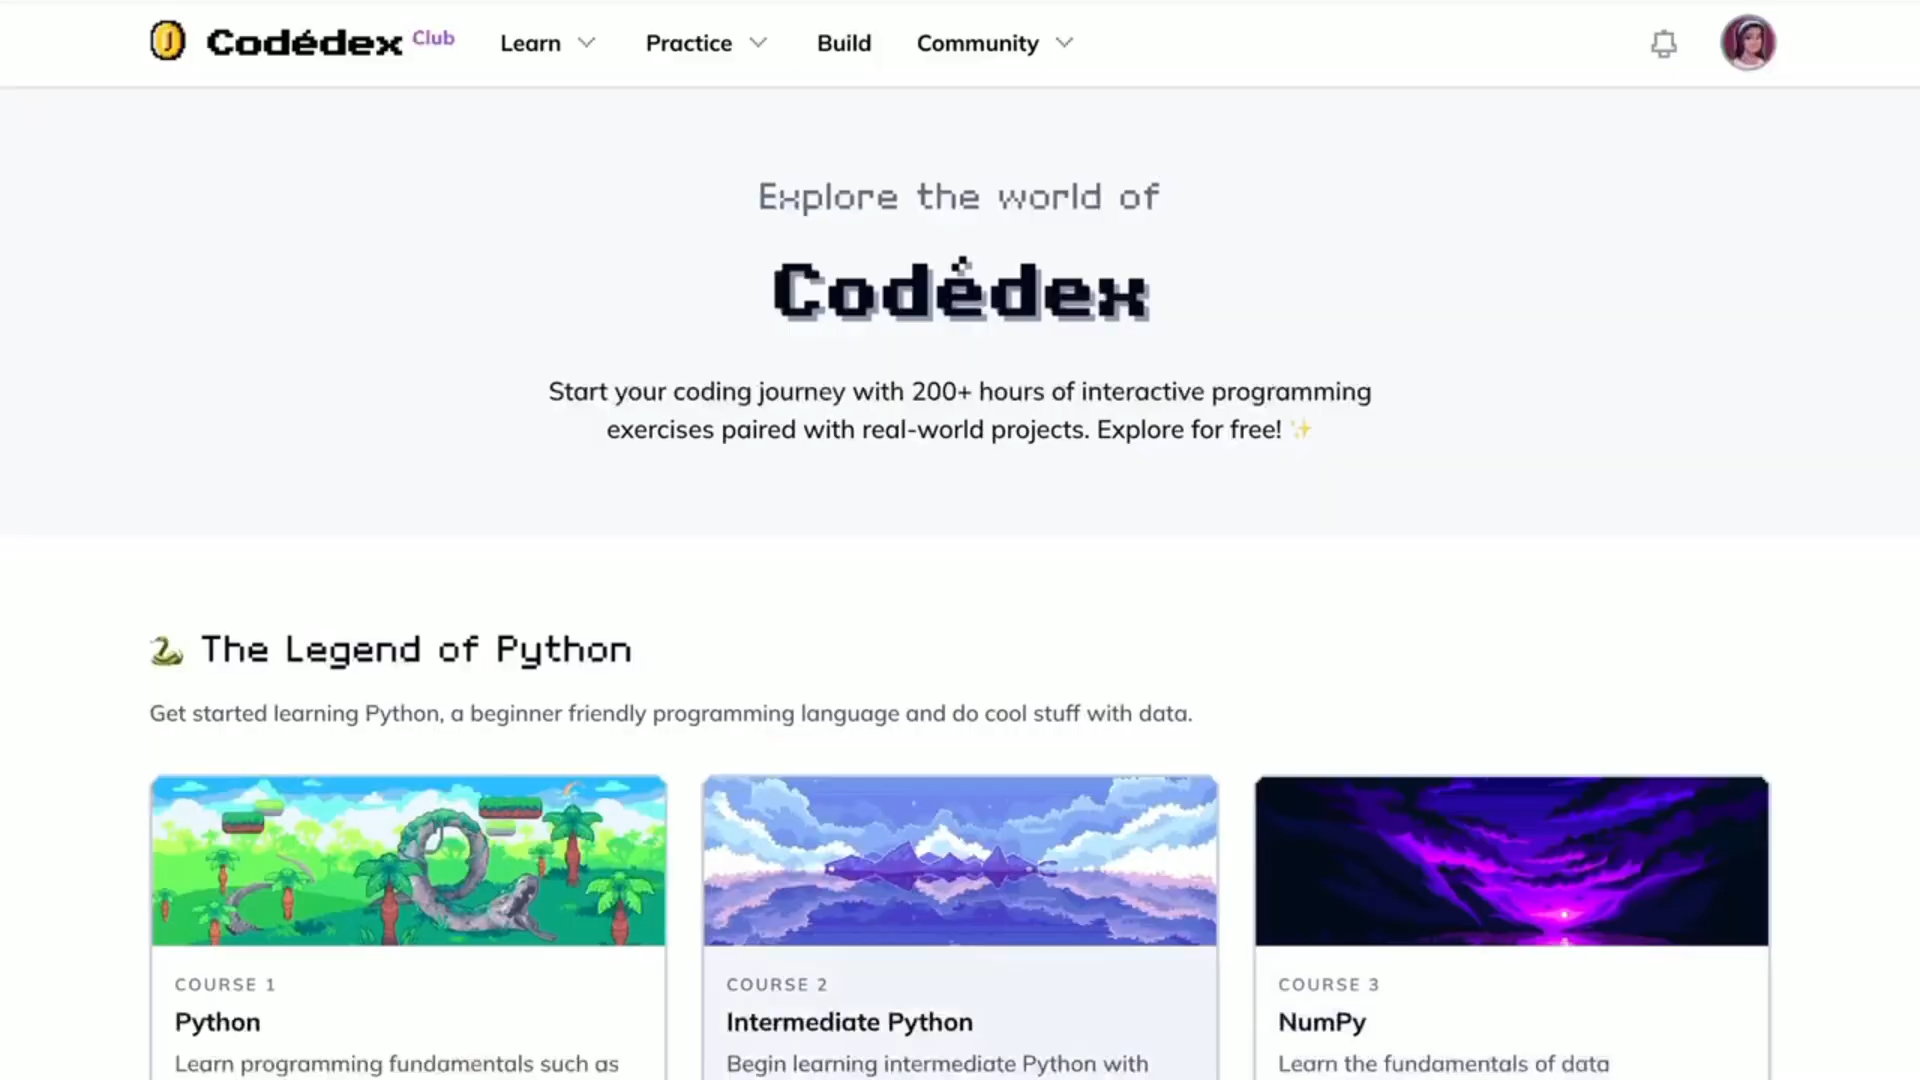 Codédex Club Learn Practice Build Community
Explore the world of
Codédex
Start your coding journey with 200+ hours of interactive programming
exercises paired with real-world projects. Explore for free! ✨
🐍 The Legend of Python
Get started learning Python, a beginner friendly programming language and do cool stuff with data.
COURSE 1
Python
Learn programming fundamentals such as
COURSE 2
Intermediate Python
Begin learning intermediate Python with
COURSE 3
NumPy
Learn the fundamentals of data